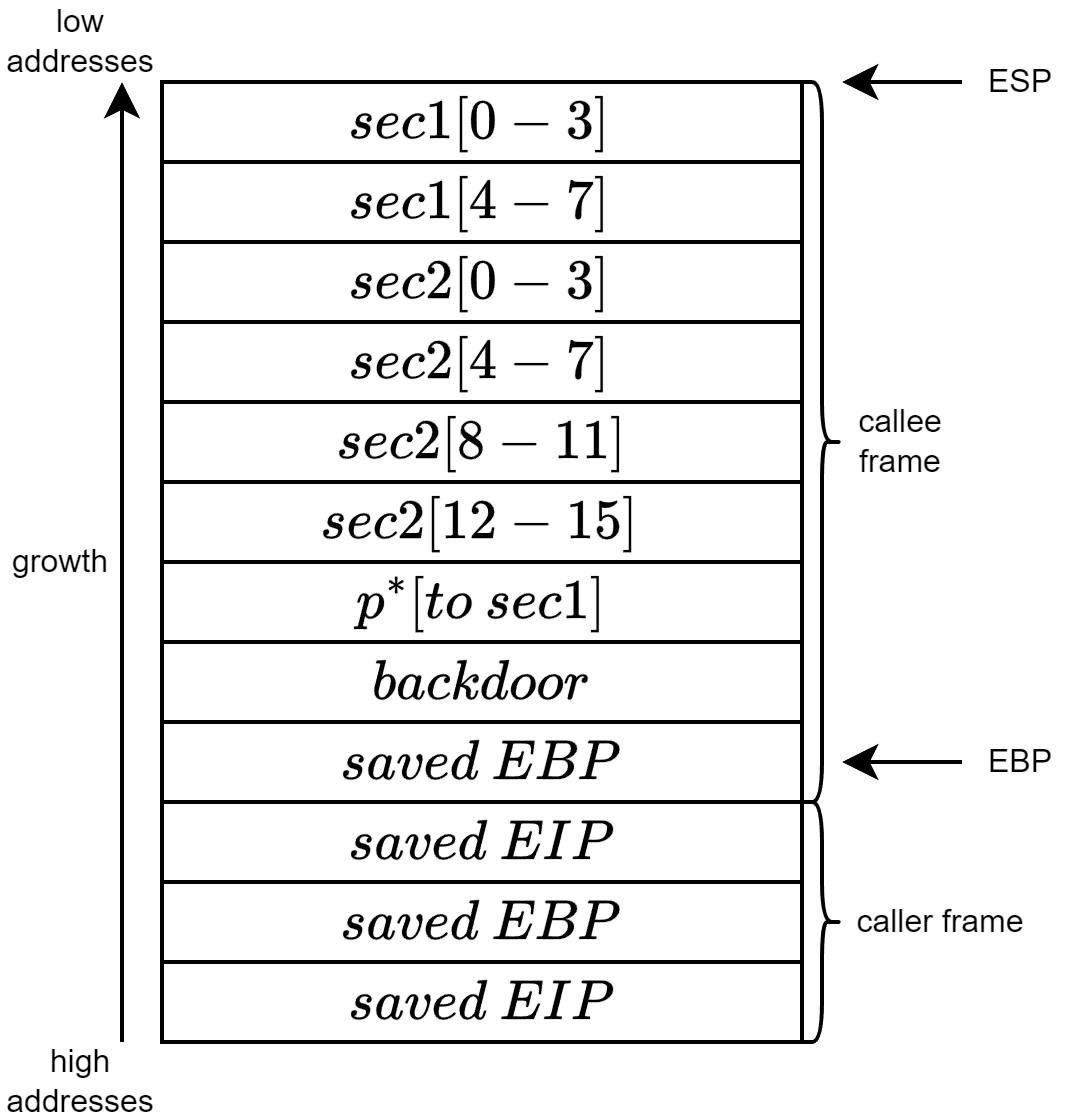 low
addresses
ESP
sec1[0 − 3]
sec1[4 − 7]
sec2[0 − 3]
sec2[4 − 7]
callee
frame
sec2[8 − 11]
sec2[12 − 15]
growth
p*[to sec1]
backdoor
saved EBP
EBP
saved EIP
saved EBP
caller frame
saved EIP
high
addresses